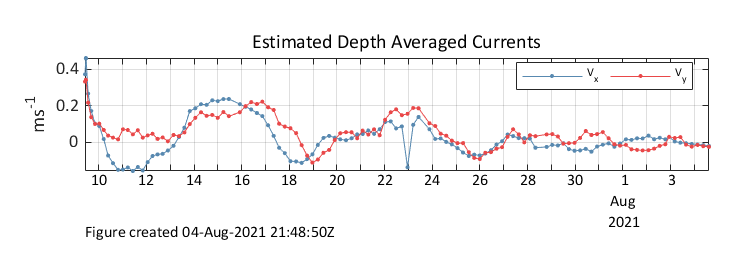 Estimated Depth Averaged Currents
Vx Vy
0.4
0.2
0
ms-1
10 12 14 16 18 20 22 24 26 28 30 1 3
Aug
2021
Figure created 04-Aug-2021 21:48:50Z